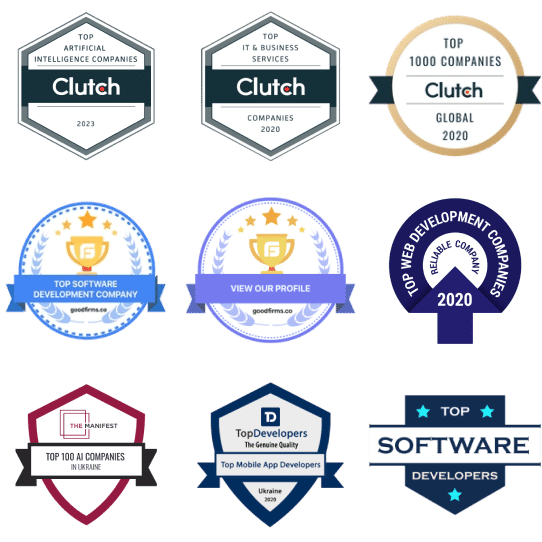 TOP
ARTIFICIAL
INTELLIGENCE COMPANIES
Clutch
2023
TOP
IT & BUSINESS
SERVICES
Clutch
COMPANIES
2020
TOP
1000 COMPANIES
Clutch
GLOBAL
2020
TOP SOFTWARE
DEVELOPMENT COMPANY
goodfirms.co
VIEW OUR PROFILE
goodfirms.co
TOP WEB DEVELOPMENT COMPANIES
RELIABLE COMPANY
2020
THE MANIFEST
TOP 100 AI COMPANIES
IN UKRAINE
TopDevelopers
The Genuine Quality
Top Mobile App Developers
Ukraine
2020
TOP
SOFTWARE
DEVELOPERS